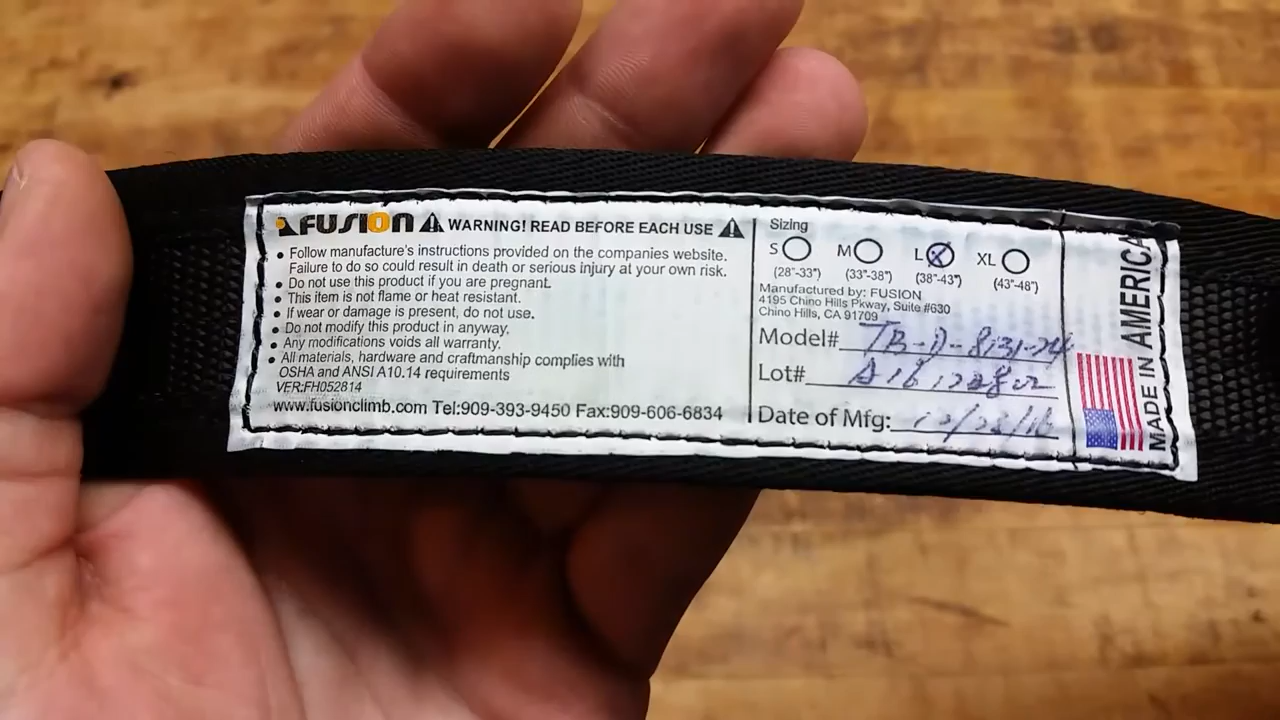 FUSION WARNING! READ BEFORE EACH USE
• Follow manufacture's instructions provided on the companies website.
Failure to do so could result in death or serious injury at your own risk.
• Do not use this product if you are pregnant.
• This item is not flame or heat resistant.
• If wear or damage is present, do not use.
• Do not modify this product in anyway.
• Any modifications voids all warranty.
• All materials, hardware and craftmanship complies with
OSHA and ANSI A10.14 requirements
VER:FH052814
www.fusionclimb.com Tel:909-393-9450 Fax:909-606-6834
Sizing
S M L XL
(28"-33") (33"-38") (38"-43") (43"-48")
Manufactured by: FUSION
4195 Chino Hills Pkway, Suite #630
Chino Hills, CA 91709
Model#
Lot#
Date of Mfg:
MADE IN AMERICA